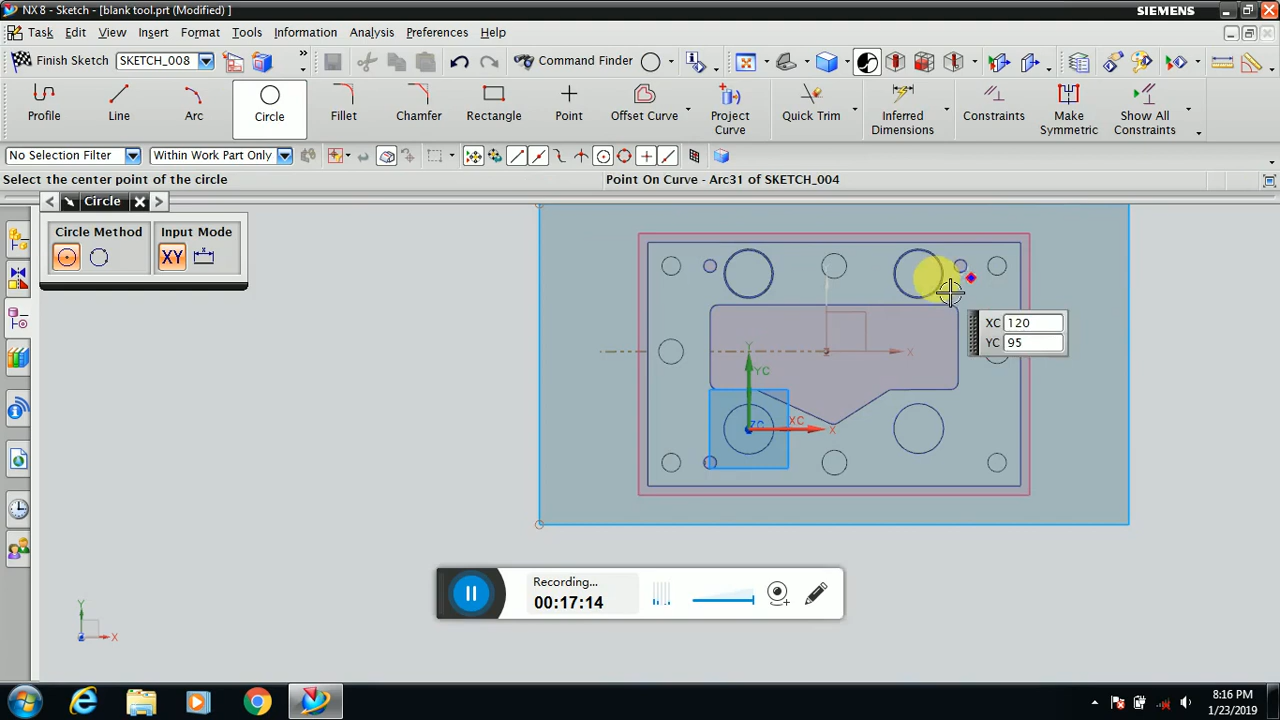 NX 8 - Sketch - [blank tool.prt (Modified) ]
SIEMENS
Task Edit View Insert Format Tools Information Analysis Preferences Window Help
Finish Sketch SKETCH_008 Command Finder
Profile Line Arc Circle Fillet Chamfer Rectangle Point Offset Curve Project Curve Quick Trim Inferred Dimensions Constraints Make Symmetric Show All Constraints
No Selection Filter Within Work Part Only
Select the center point of the circle Point On Curve - Arc31 of SKETCH_004
Circle
Circle Method Input Mode
XY
XC 120
YC 95
X
Y
YC
ZC XC X
Recording...
00:17:14
Y
X
8:16 PM
1/23/2019